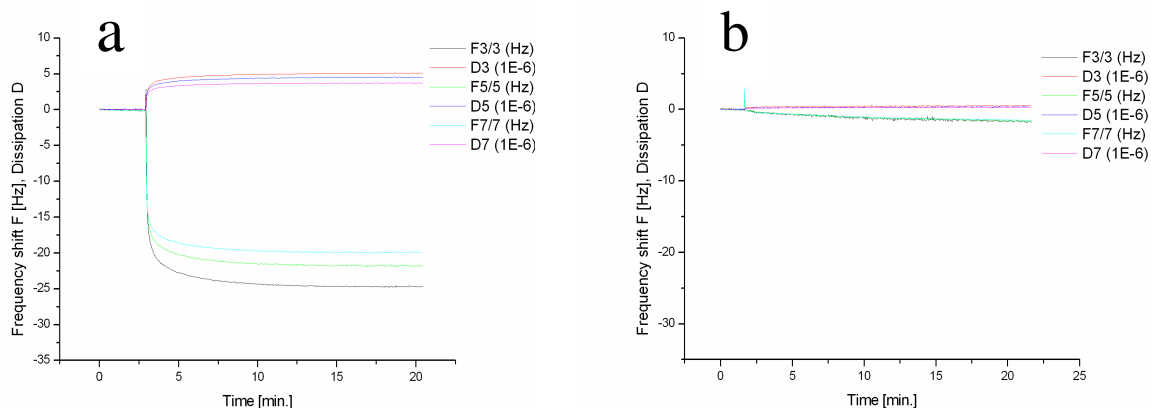 a
10
5
0
-5
-10
-15
-20
-25
-30
-35
0
5
10
15
20
Frequency shift F [Hz], Dissipation D
Time [min.]
F3/3 (Hz)
D3 (1E-6)
F5/5 (Hz)
D5 (1E-6)
F7/7 (Hz)
D7 (1E-6)
b
10
0
-10
-20
-30
0
5
10
15
20
25
Frequency shift F [Hz], Dissipation D
Time [min.]
F3/3 (Hz)
D3 (1E-6)
F5/5 (Hz)
D5 (1E-6)
F7/7 (Hz)
D7 (1E-6)